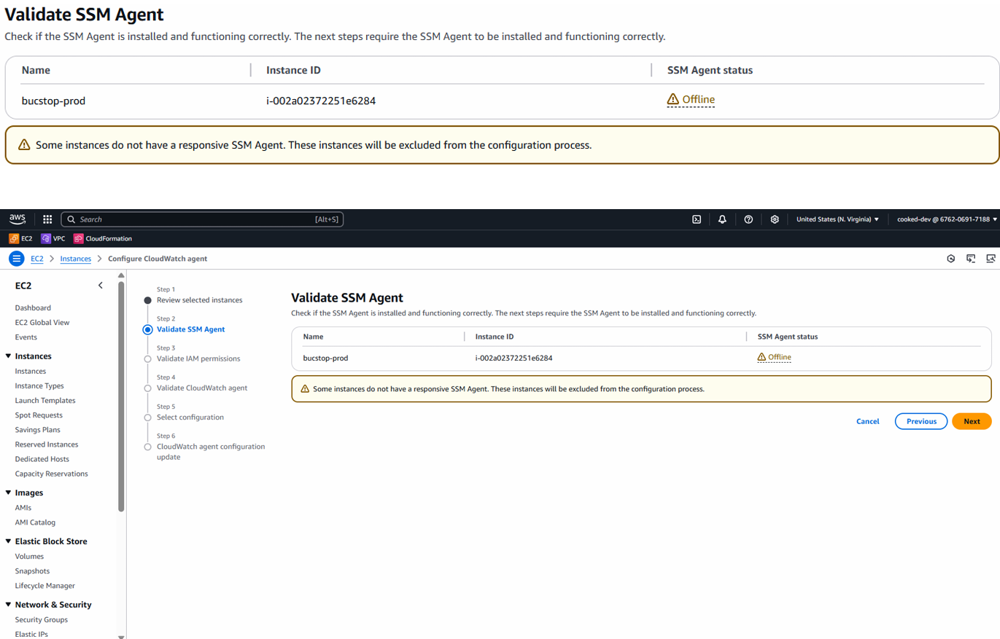 Validate SSM Agent
Check if the SSM Agent is installed and functioning correctly. The next steps require the SSM Agent to be installed and functioning correctly.
Name Instance ID SSM Agent status
bucstop-prod i-002a02372251e6284 Offline
Some instances do not have a responsive SSM Agent. These instances will be excluded from the configuration process.
aws Search [Alt+S] United States (N. Virginia) cooked-dev @ 6762-0691-7188
EC2 VPC CloudFormation
EC2 Instances Configure CloudWatch agent
EC2
Dashboard
EC2 Global View
Events
Instances
Instances
Instance Types
Launch Templates
Spot Requests
Savings Plans
Reserved Instances
Dedicated Hosts
Capacity Reservations
Images
AMIs
AMI Catalog
Elastic Block Store
Volumes
Snapshots
Lifecycle Manager
Network & Security
Security Groups
Elastic IPs
Step 1
Review selected instances
Step 2
Validate SSM Agent
Step 3
Validate IAM permissions
Step 4
Validate CloudWatch agent
Step 5
Select configuration
Step 6
CloudWatch agent configuration
update
Validate SSM Agent
Check if the SSM Agent is installed and functioning correctly. The next steps require the SSM Agent to be installed and functioning correctly.
Name Instance ID SSM Agent status
bucstop-prod i-002a02372251e6284 Offline
Some instances do not have a responsive SSM Agent. These instances will be excluded from the configuration process.
Cancel Previous Next